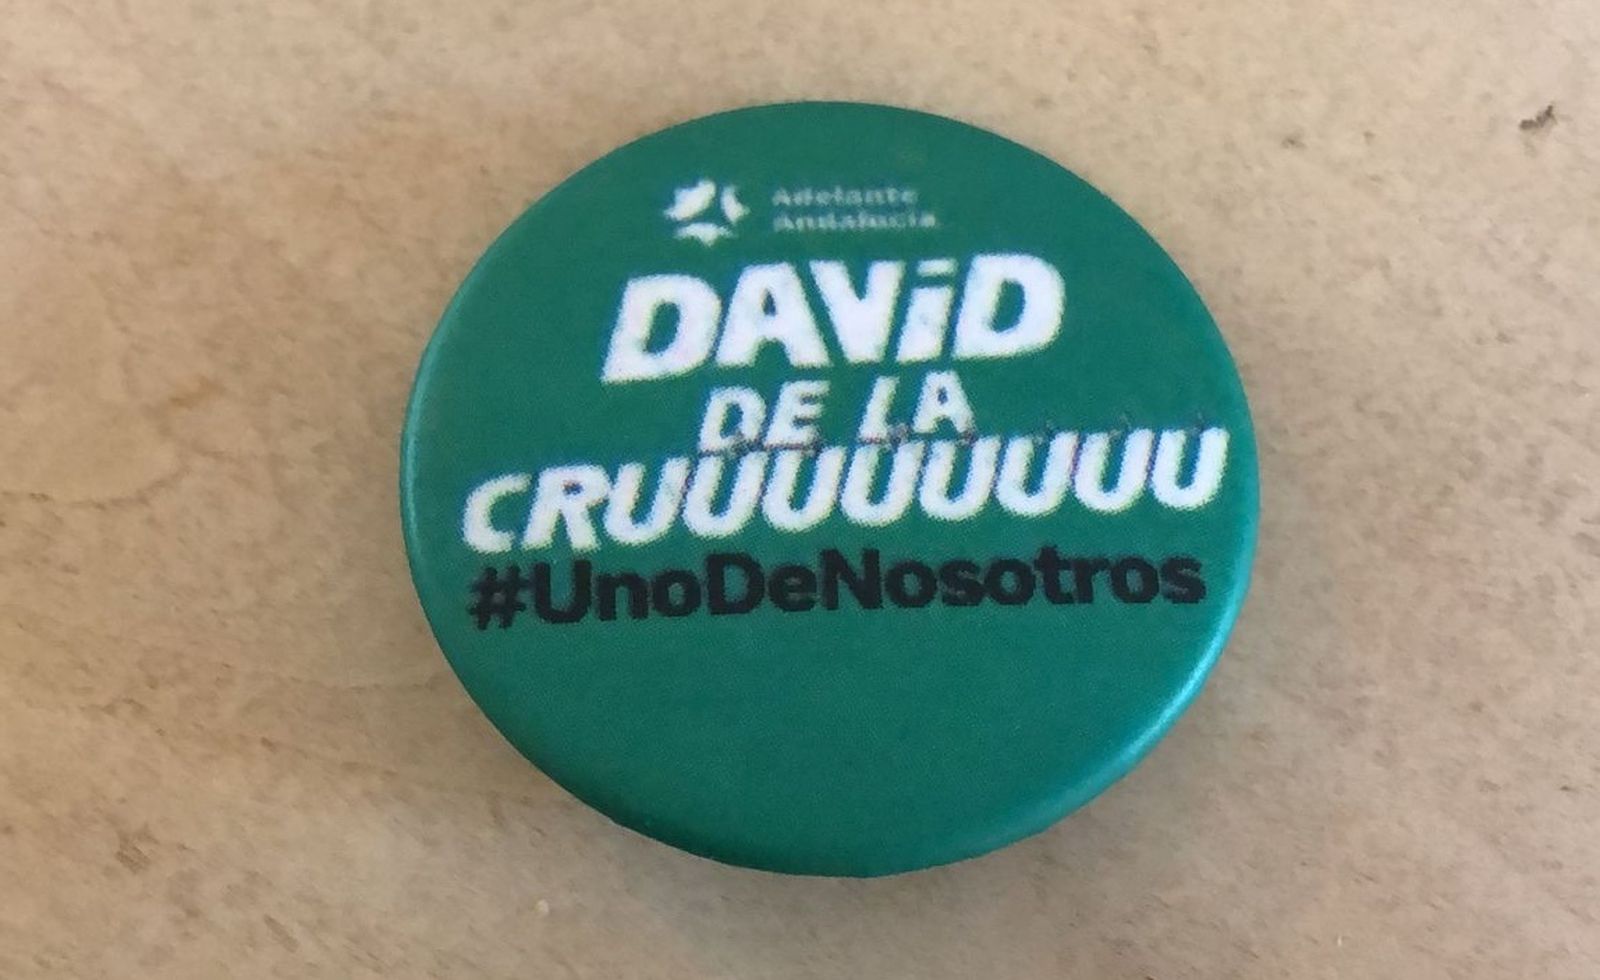 Adelante
Andalucía
DAViD
DE LA
CRUUUUUUUU
#UnoDeNosotros